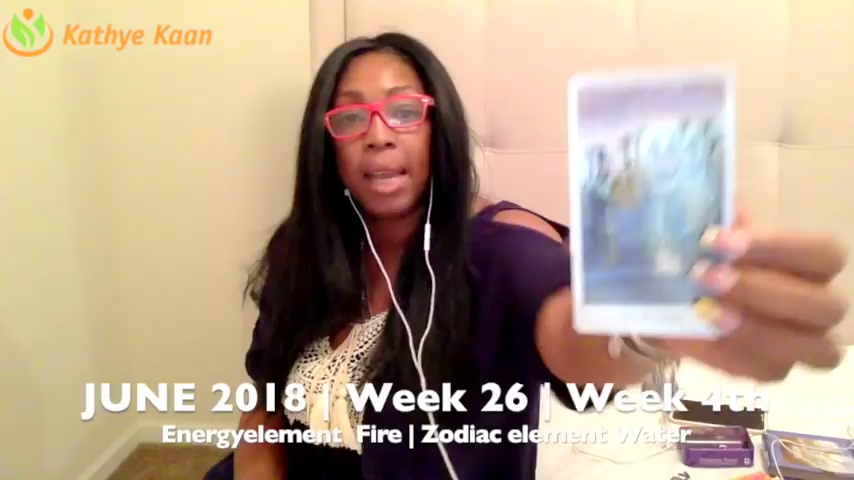 Kathye Kaan
JUNE 2018 | Week 26 | Week 4th
Energyelement Fire | Zodiac element Water